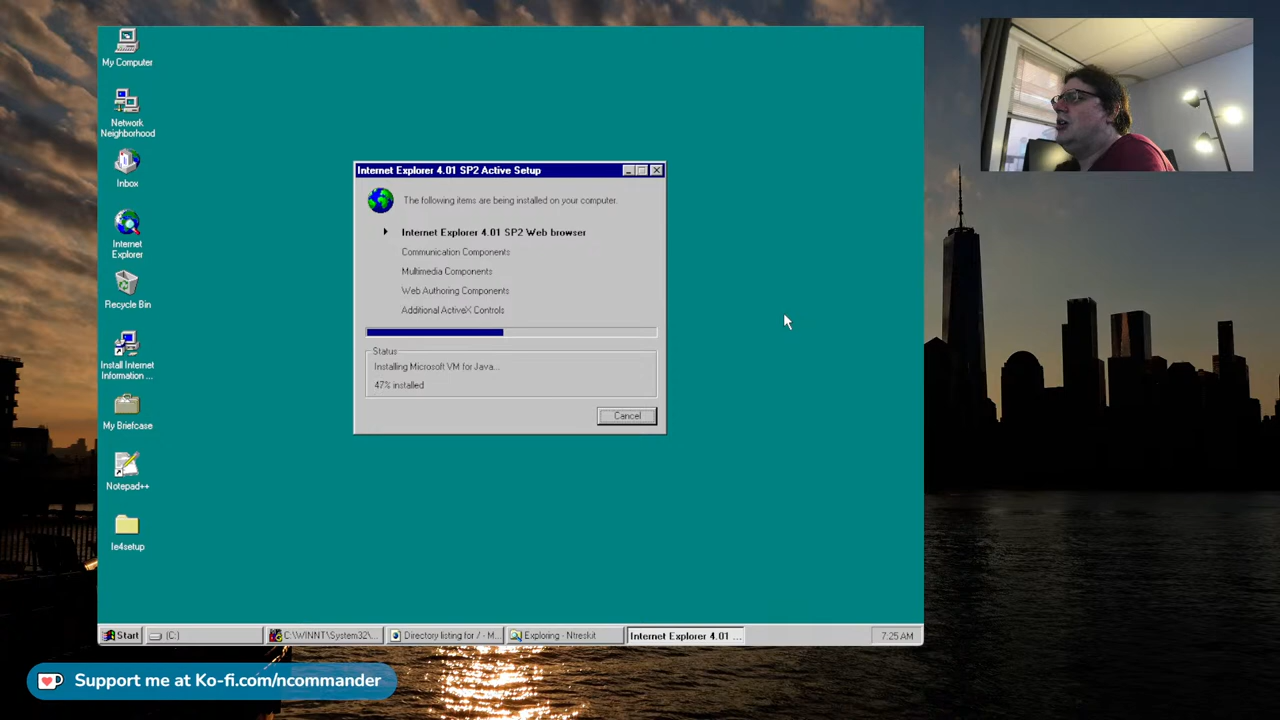 My Computer
Network
Neighborhood
Inbox
Internet
Explorer
Recycle Bin
Install Internet
Information ...
My Briefcase
Notepad++
Ie4setup
Internet Explorer 4.01 SP2 Active Setup
The following items are being installed on your computer.
Internet Explorer 4.01 SP2 Web browser
Communication Components
Multimedia Components
Web Authoring Components
Additional ActiveX Controls
Status
Installing Microsoft VM for Java...
47% installed
Cancel
Start
(C:)
C:\WINNT\System32\...
Directory listing for / - M...
Exploring - Ntreskit
Internet Explorer 4.01 ...
7:25 AM
Support me at Ko-fi.com/ncommander